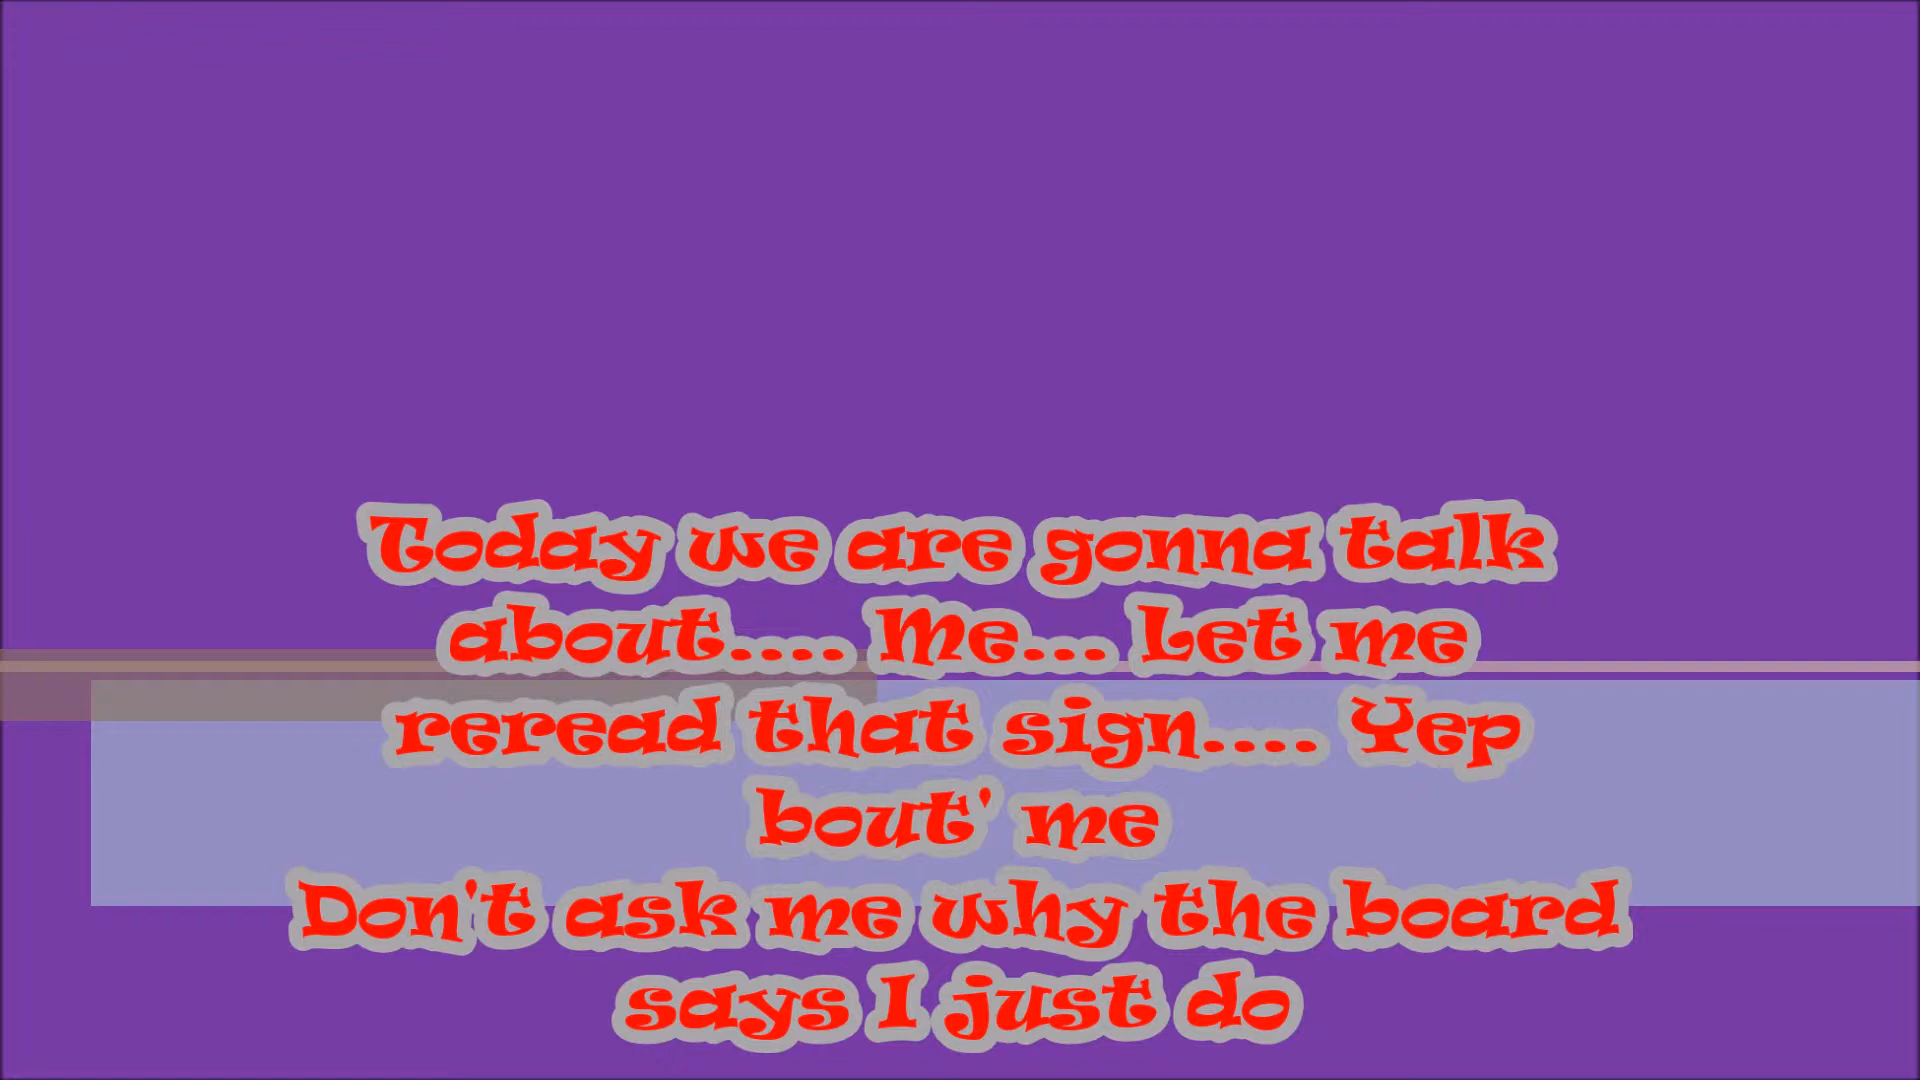 Today we are gonna talk
about.... Me... Let me
reread that sign.... Yep
bout' me
Don't ask me why the board
says I just do